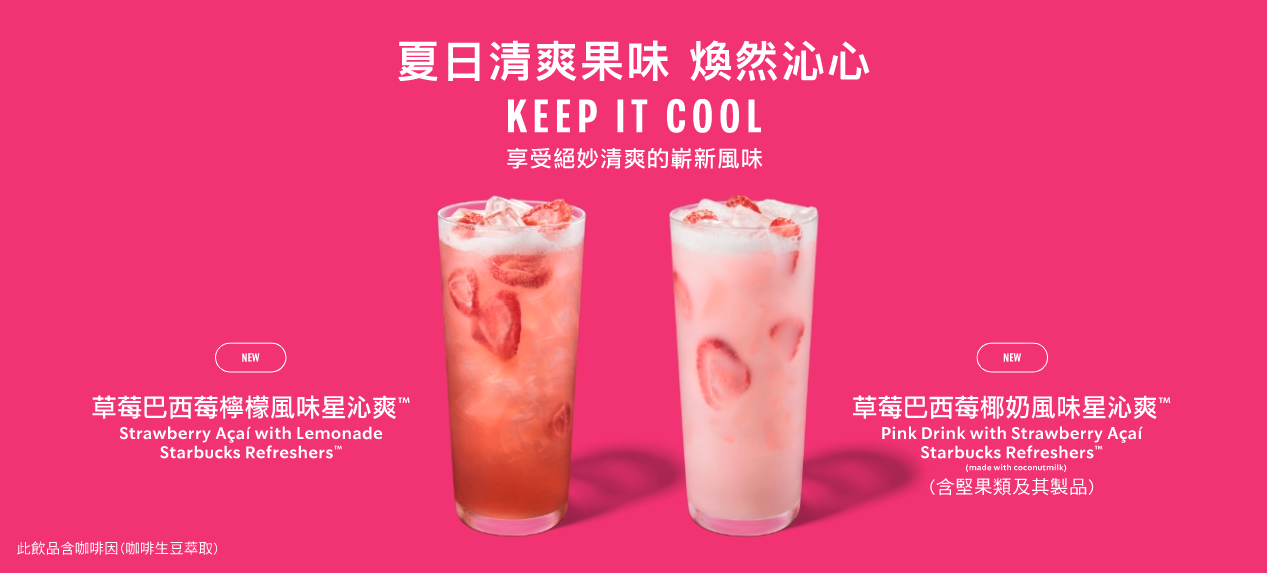 夏日清爽果味 煥然沁心
KEEP IT COOL
享受絕妙清爽的嶄新風味
NEW
草莓巴西莓檸檬風味星沁爽™
Strawberry Açaí with Lemonade
Starbucks Refreshers™
NEW
草莓巴西莓椰奶風味星沁爽™
Pink Drink with Strawberry Açaí
Starbucks Refreshers™
(made with coconutmilk)
（含堅果類及其製品）
此飲品含咖啡因(咖啡生豆萃取)